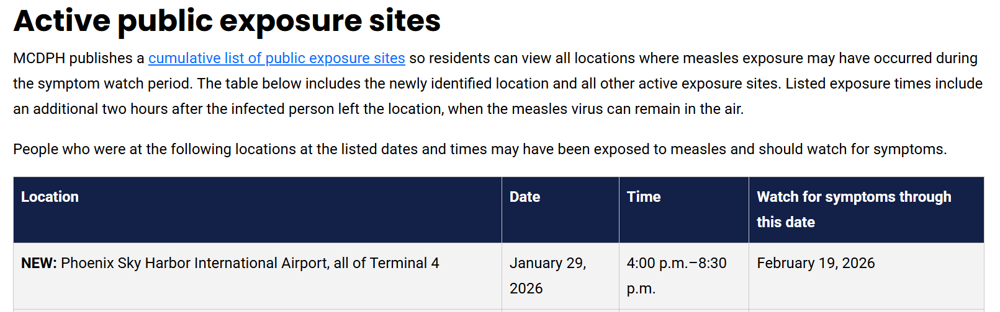 Active public exposure sites
MCDPH publishes a cumulative list of public exposure sites so residents can view all locations where measles exposure may have occurred during
the symptom watch period. The table below includes the newly identified location and all other active exposure sites. Listed exposure times include
an additional two hours after the infected person left the location, when the measles virus can remain in the air.
People who were at the following locations at the listed dates and times may have been exposed to measles and should watch for symptoms.
Location
Date
Time
Watch for symptoms through
this date
NEW: Phoenix Sky Harbor International Airport, all of Terminal 4
January 29,
2026
4:00 p.m.–8:30
p.m.
February 19, 2026